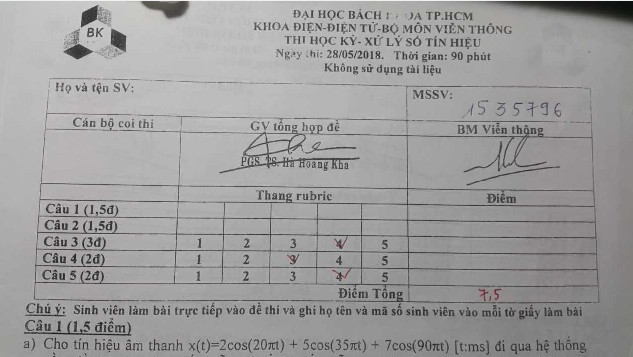 BK
ĐẠI HỌC BÁCH KHOA TP.HCM
KHOA ĐIỆN-ĐIỆN TỬ-BỘ MÔN VIỄN THÔNG
THI HỌC KỲ- XỬ LÝ SỐ TÍN HIỆU
Ngày thi: 28/05/2018. Thời gian: 90 phút
Không sử dụng tài liệu
Họ và tên SV: MSSV: 1535796
Cán bộ coi thi GV tổng hợp đề BM Viễn thông
PGS. TS. Hà Hoàng Kha
Thang rubric Điểm
Câu 1 (1,5đ)
Câu 2 (1,5đ)
Câu 3 (3đ) 1 2 3 4 5
Câu 4 (2đ) 1 2 3 4 5
Câu 5 (2đ) 1 2 3 4 5
Điểm Tổng 7,5
Chú ý: Sinh viên làm bài trực tiếp vào đề thi và ghi họ tên và mã số sinh viên vào mỗi tờ giấy làm bài
Câu 1 (1,5 điểm)
a) Cho tín hiệu âm thanh x(t)=2cos(20πt) + 5cos(35πt) + 7cos(90πt) [t:ms] đi qua hệ thống